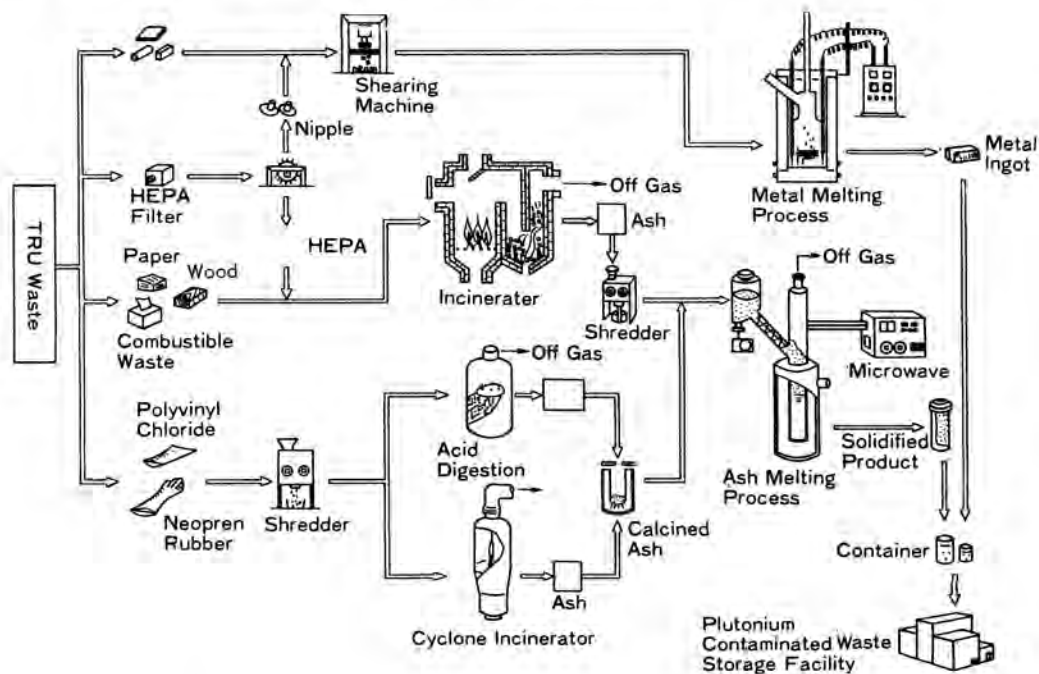 TRU Waste
HEPA
Filter
Paper
Wood
Combustible
Waste
Polyvinyl
Chloride
Neopren
Rubber
Shredder
Nipple
Shearing
Machine
HEPA
Incinerater
Off Gas
Ash
Shredder
Off Gas
Acid
Digestion
Cyclone Incinerator
Ash
Calcined
Ash
Metal Melting
Process
Metal
Ingot
Off Gas
Microwave
Ash Melting
Process
Solidified
Product
Container
Plutonium
Contaminated Waste
Storage Facility